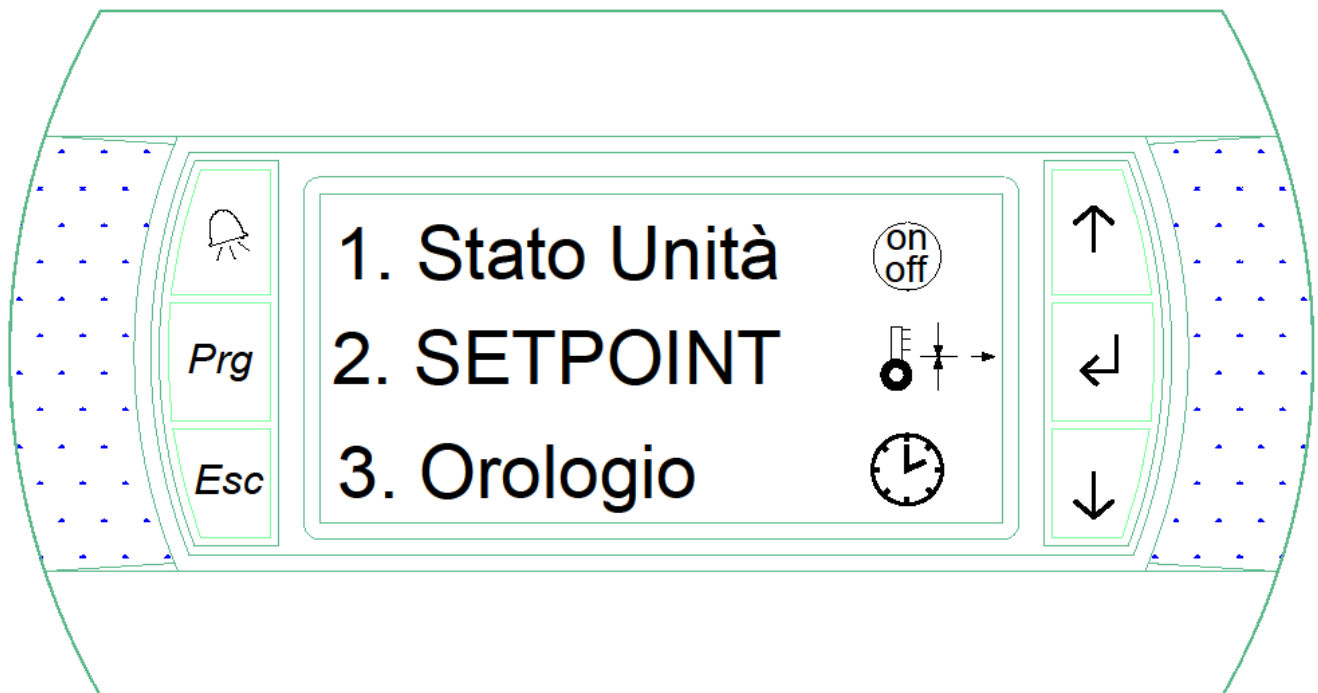 1. Stato Unità
on
off
Prg
2. SETPOINT
Esc
3. Orologio